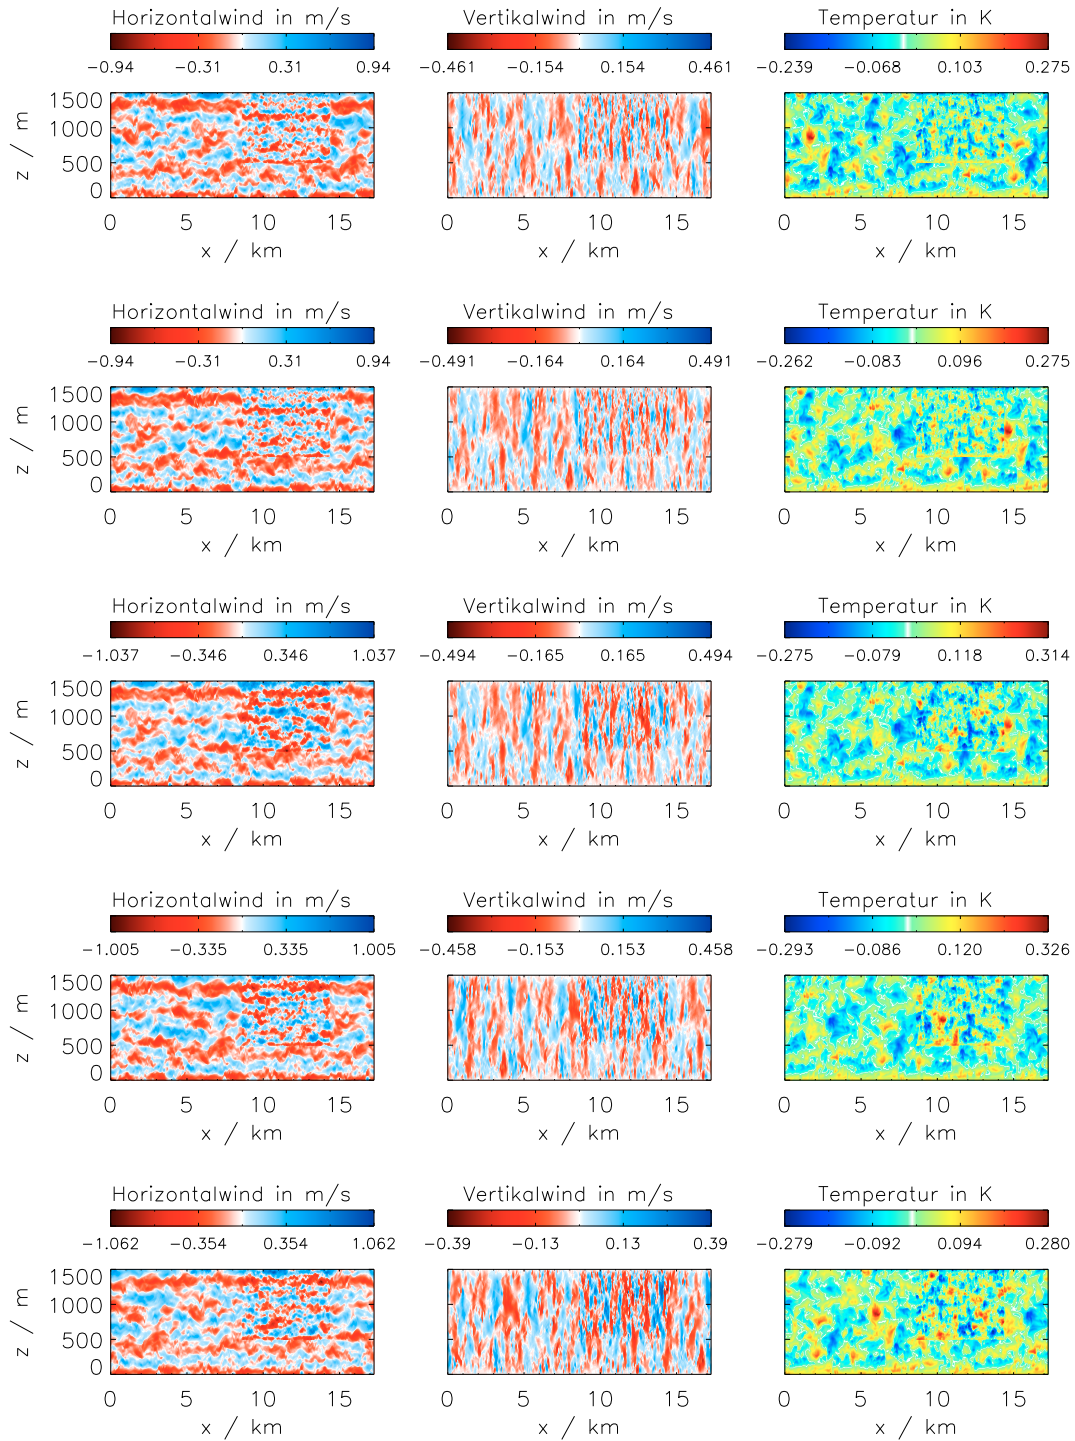 Horizontalwind in m/s Vertikalwind in m/s Temperatur in K
−0.94 −0.31 0.31 0.94 −0.461 −0.154 0.154 0.461 −0.239 −0.068 0.103 0.275
1500
1000
500
0
z / m
0 5 10 15 0 5 10 15 0 5 10 15
x / km x / km x / km
Horizontalwind in m/s Vertikalwind in m/s Temperatur in K
−0.94 −0.31 0.31 0.94 −0.491 −0.164 0.164 0.491 −0.262 −0.083 0.096 0.275
1500
1000
500
0
z / m
0 5 10 15 0 5 10 15 0 5 10 15
x / km x / km x / km
Horizontalwind in m/s Vertikalwind in m/s Temperatur in K
−1.037 −0.346 0.346 1.037 −0.494 −0.165 0.165 0.494 −0.275 −0.079 0.118 0.314
1500
1000
500
0
z / m
0 5 10 15 0 5 10 15 0 5 10 15
x / km x / km x / km
Horizontalwind in m/s Vertikalwind in m/s Temperatur in K
−1.005 −0.335 0.335 1.005 −0.458 −0.153 0.153 0.458 −0.293 −0.086 0.120 0.326
1500
1000
500
0
z / m
0 5 10 15 0 5 10 15 0 5 10 15
x / km x / km x / km
Horizontalwind in m/s Vertikalwind in m/s Temperatur in K
−1.062 −0.354 0.354 1.062 −0.39 −0.13 0.13 0.39 −0.279 −0.092 0.094 0.280
1500
1000
500
0
z / m
0 5 10 15 0 5 10 15 0 5 10 15
x / km x / km x / km